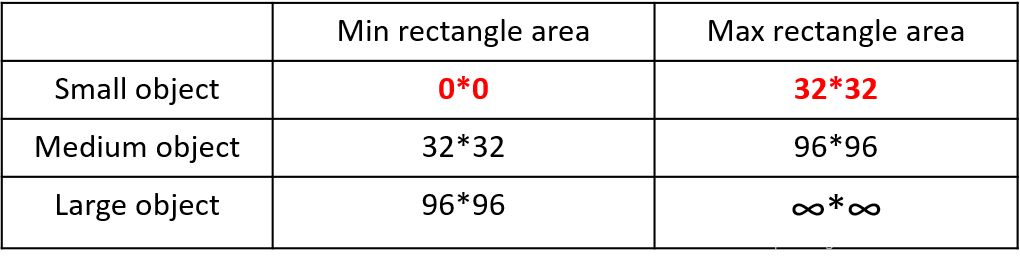 Min rectangle area Max rectangle area
Small object 0*0 32*32
Medium object 32*32 96*96
Large object 96*96 ∞*∞